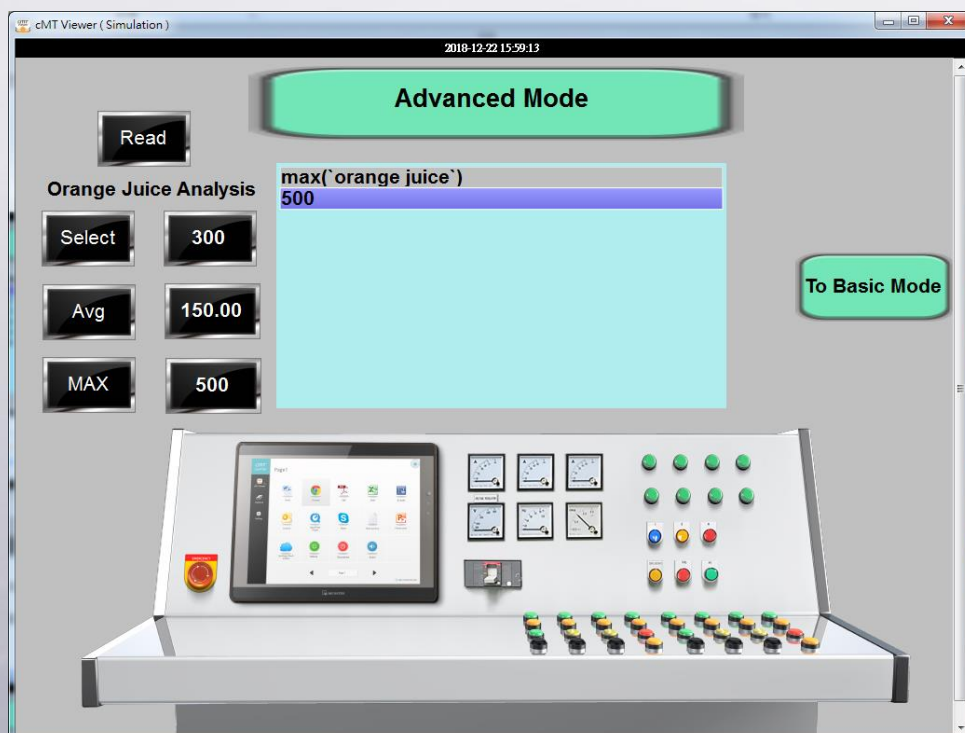 cMT Viewer ( Simulation )
2018-12-22 15:59:13
Advanced Mode
Read
Orange Juice Analysis
max(`orange juice`)
500
Select
300
Avg
150.00
MAX
500
To Basic Mode
Page1